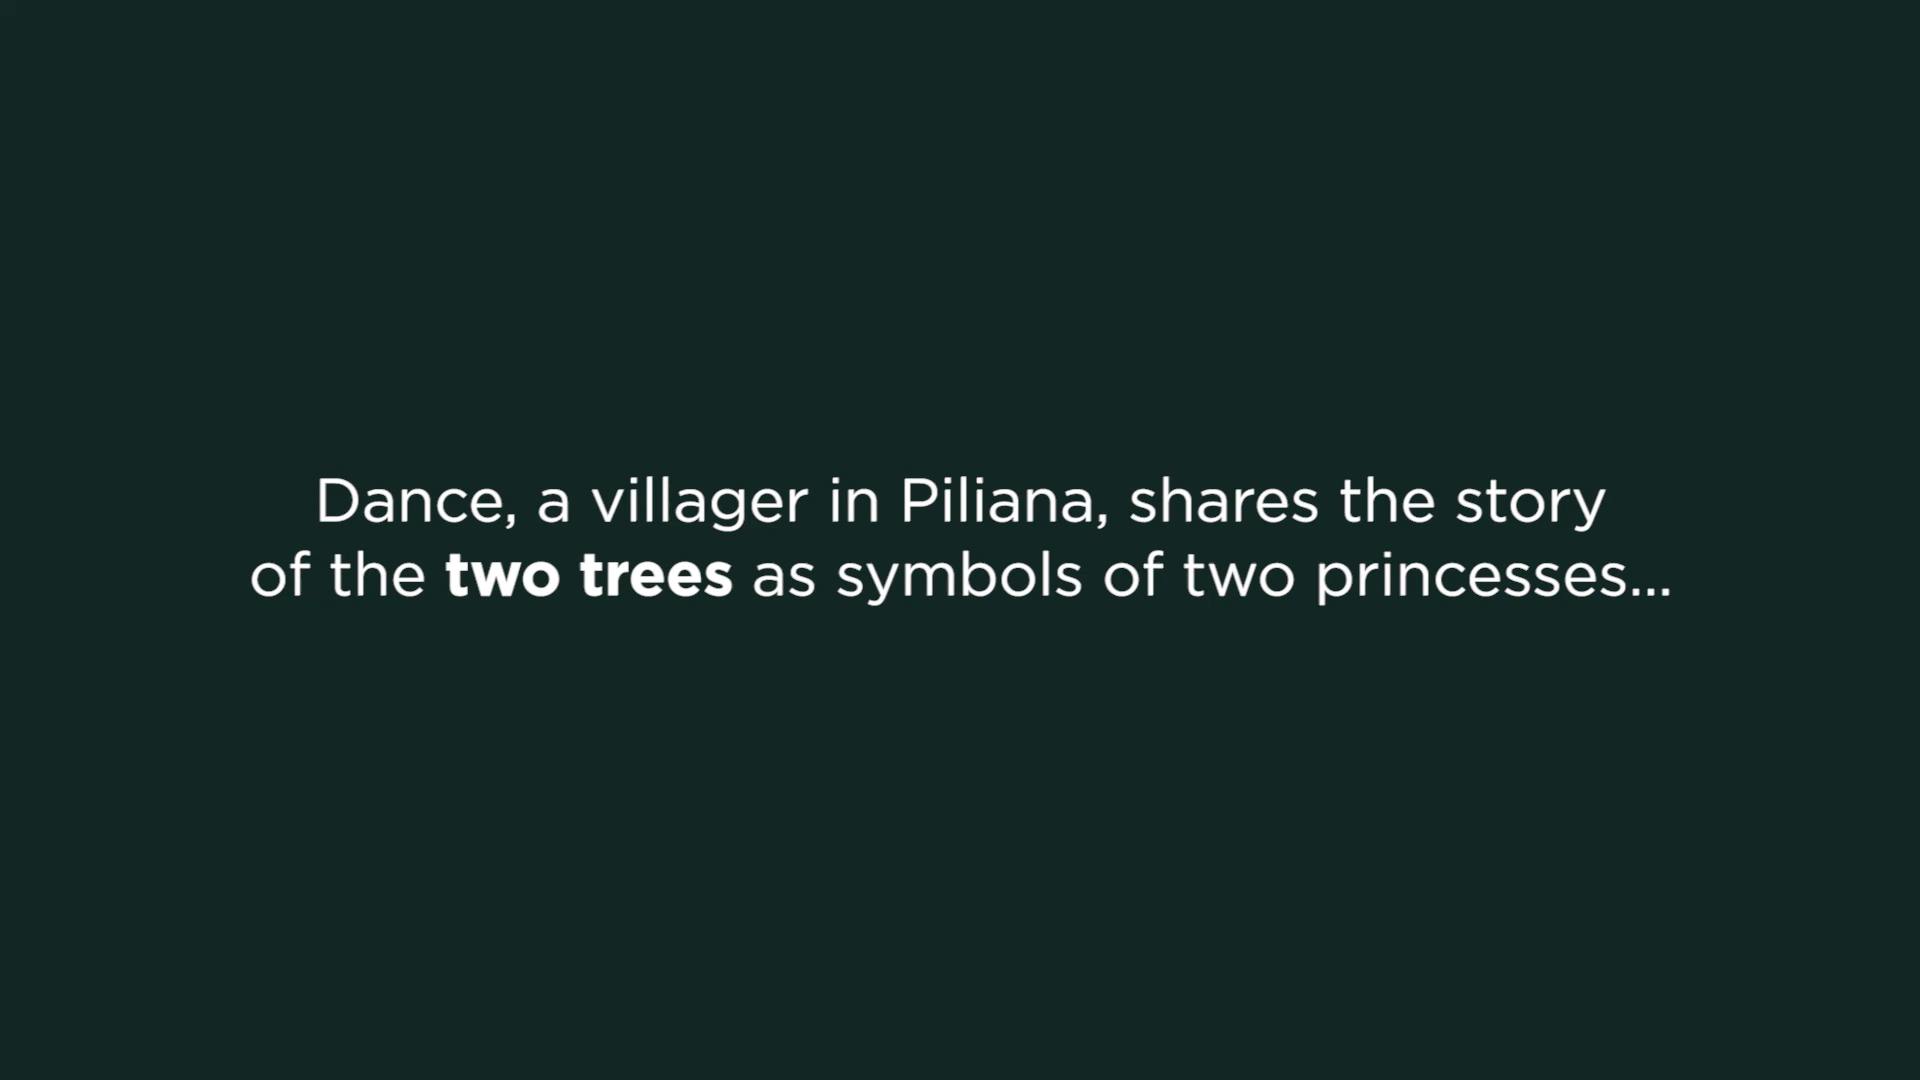 Dance, a villager in Piliana, shares the story
of the two trees as symbols of two princesses...